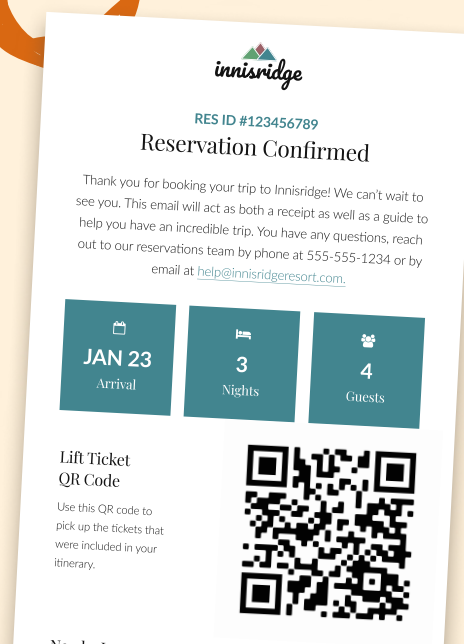 innisridge
RES ID #123456789
Reservation Confirmed
Thank you for booking your trip to Innisridge! We can't wait to
see you. This email will act as both a receipt as well as a guide to
help you have an incredible trip. You have any questions, reach
out to our reservations team by phone at 555-555-1234 or by
email at help@innisridgeresort.com.
JAN 23
Arrival
3
Nights
4
Guests
Lift Ticket
QR Code
Use this QR code to
pick up the tickets that
were included in your
itinerary.